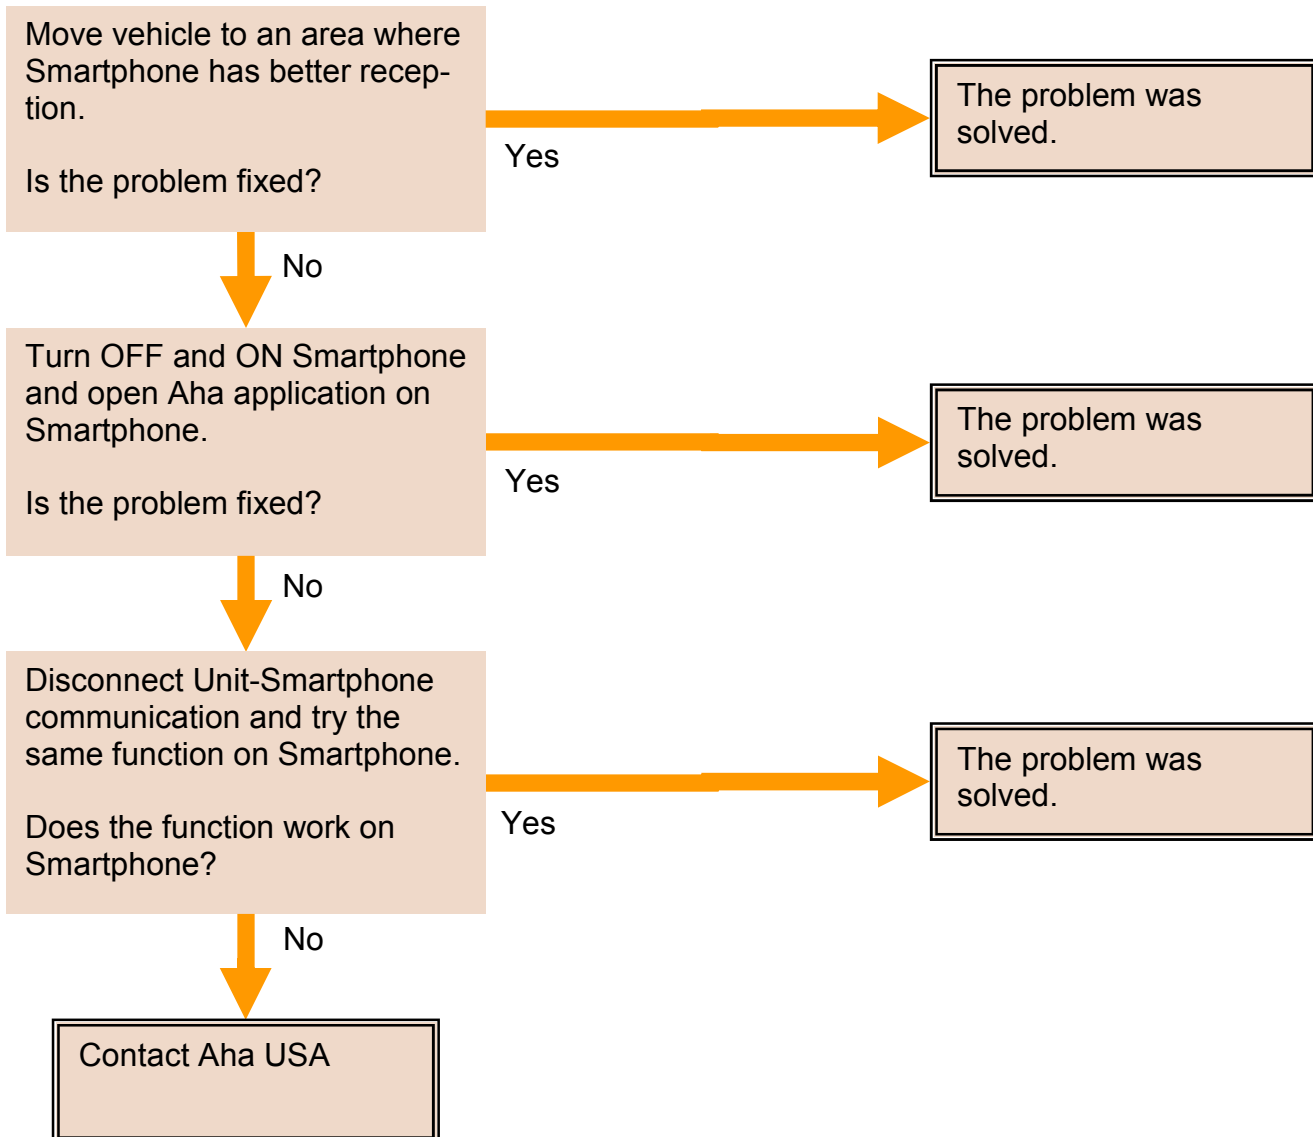 Move vehicle to an area where
Smartphone has better recep-
tion.
Is the problem fixed?
Yes
The problem was
solved.
No
Turn OFF and ON Smartphone
and open Aha application on
Smartphone.
Is the problem fixed?
Yes
The problem was
solved.
No
Disconnect Unit-Smartphone
communication and try the
same function on Smartphone.
Does the function work on
Smartphone?
Yes
The problem was
solved.
No
Contact Aha USA